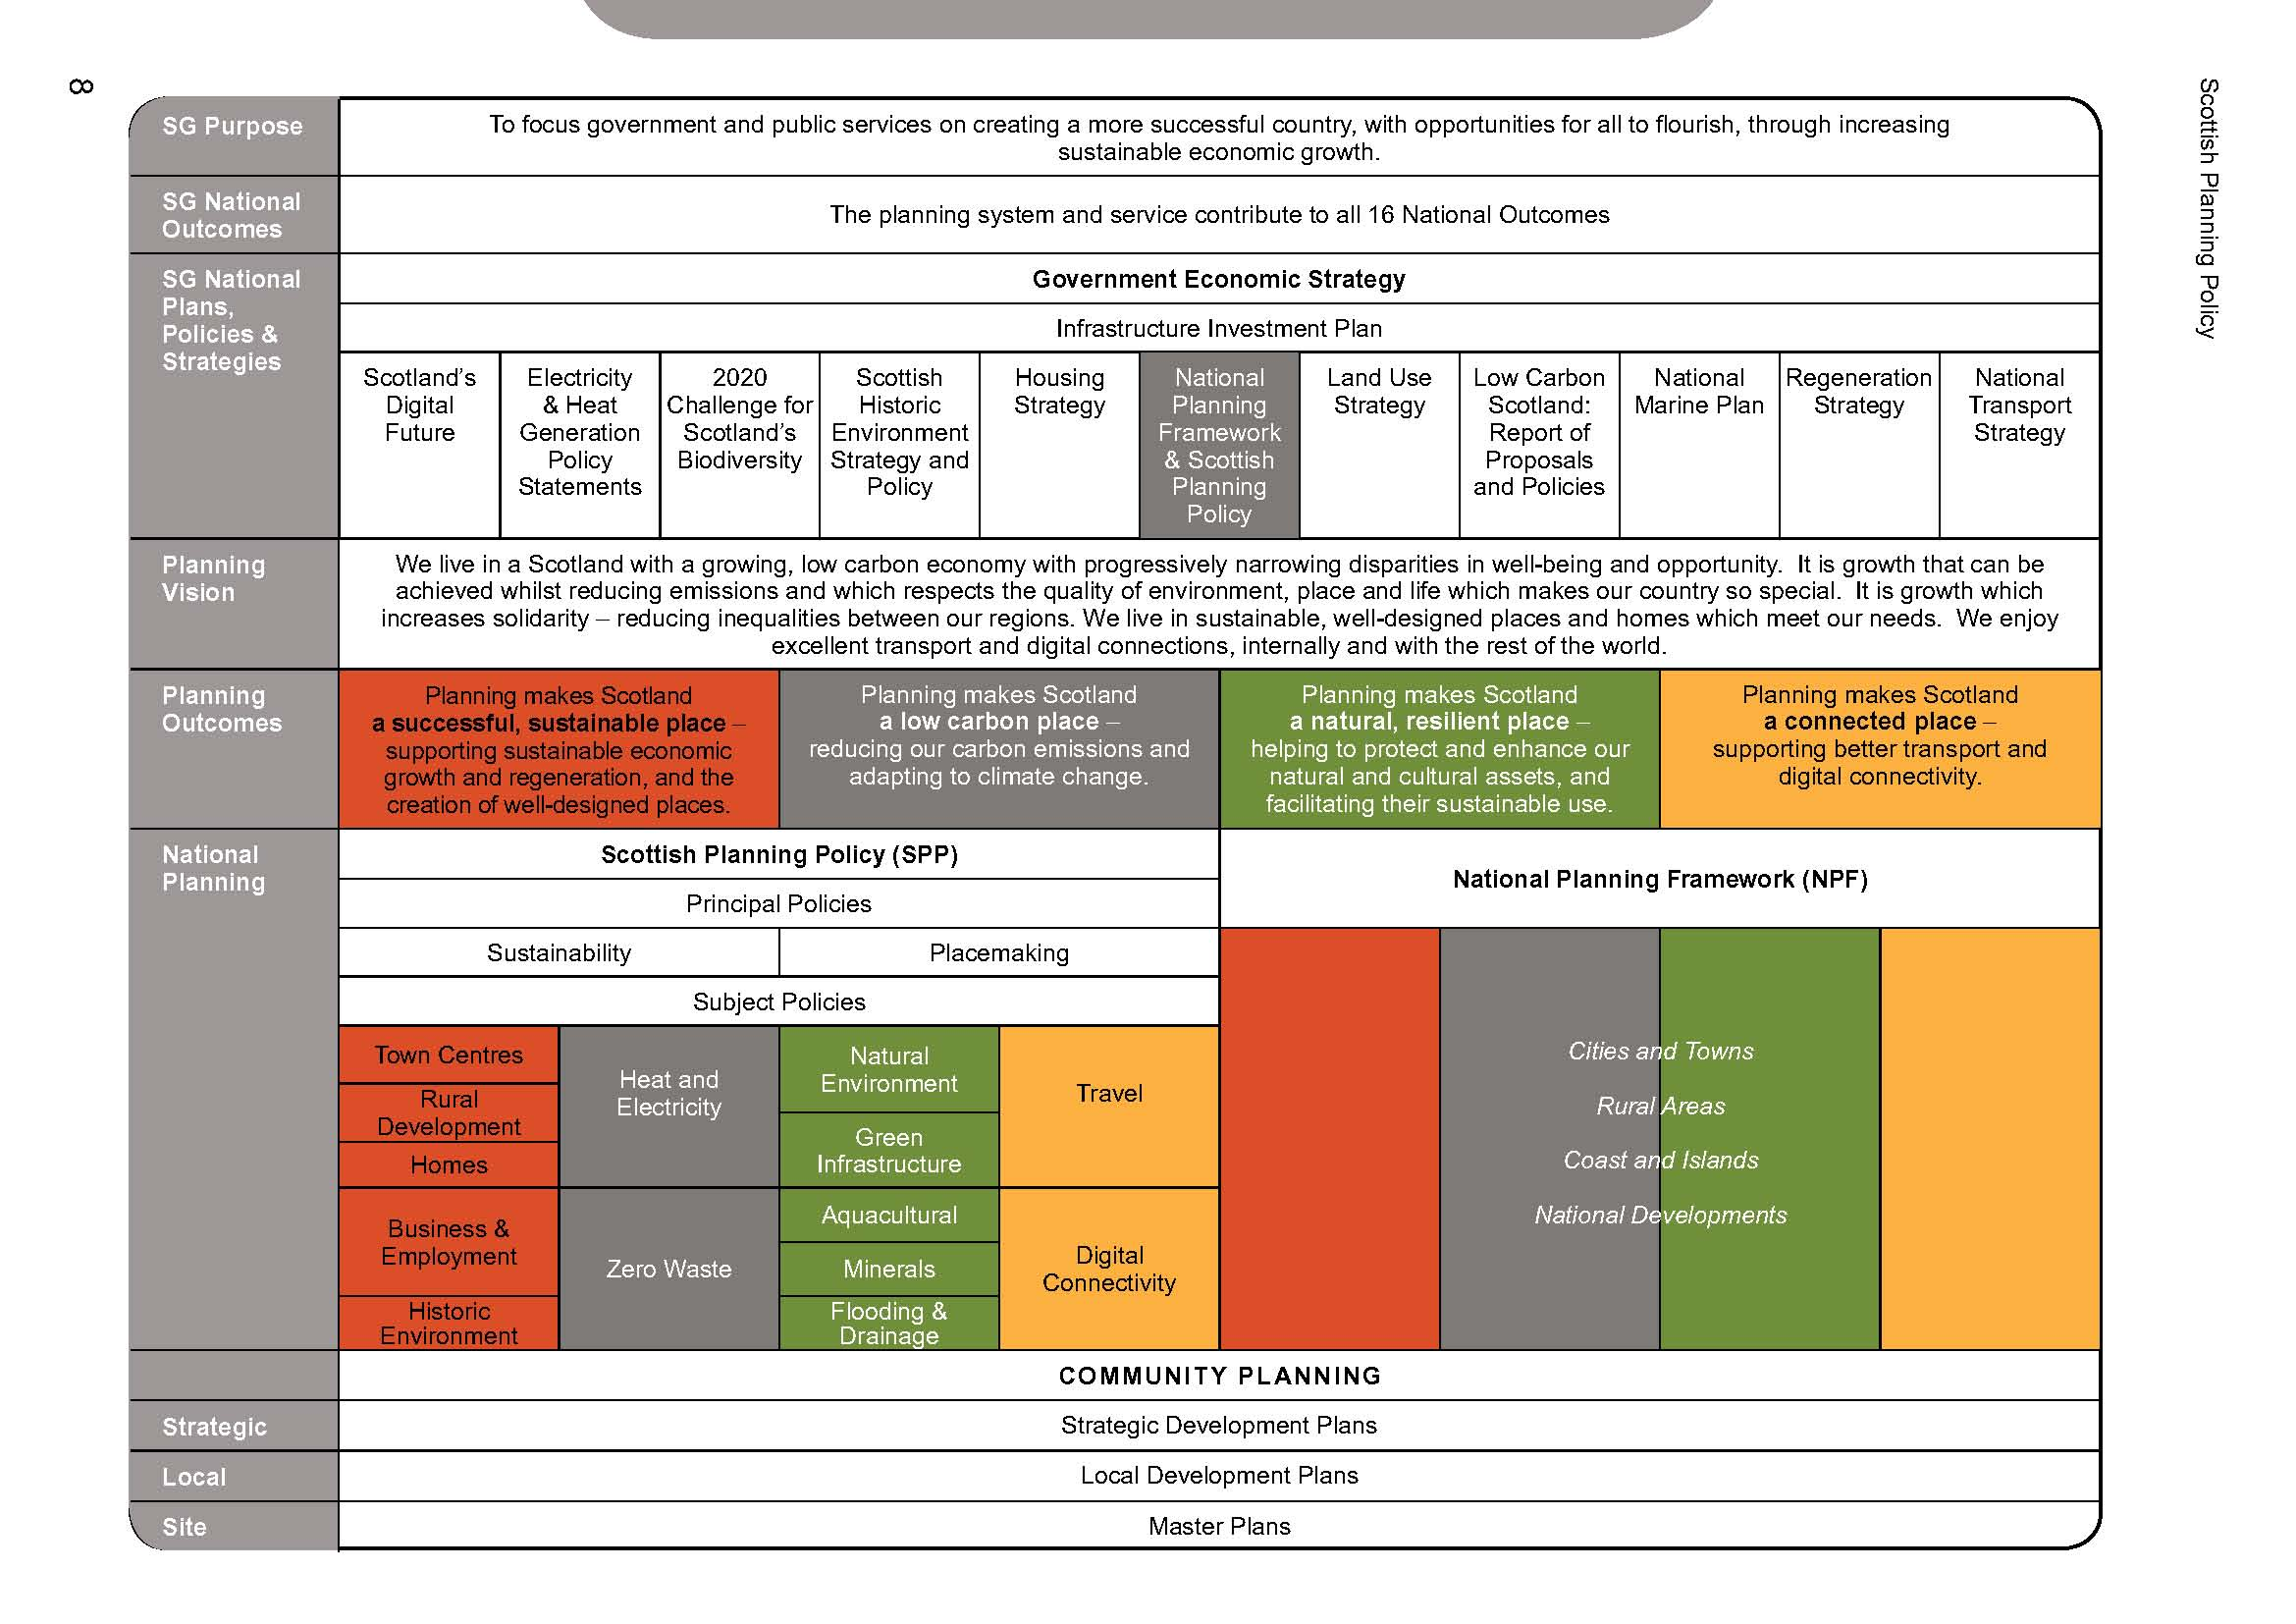 8
Scottish Planning Policy
SG Purpose
To focus government and public services on creating a more successful country, with opportunities for all to flourish, through increasing
sustainable economic growth.
SG National
Outcomes
The planning system and service contribute to all 16 National Outcomes
SG National
Plans,
Policies &
Strategies
Government Economic Strategy
Infrastructure Investment Plan
Scotland’s
Digital
Future
Electricity
& Heat
Generation
Policy
Statements
2020
Challenge for
Scotland’s
Biodiversity
Scottish
Historic
Environment
Strategy and
Policy
Housing
Strategy
National
Planning
Framework
& Scottish
Planning
Policy
Land Use
Strategy
Low Carbon
Scotland:
Report of
Proposals
and Policies
National
Marine Plan
Regeneration
Strategy
National
Transport
Strategy
Planning
Vision
We live in a Scotland with a growing, low carbon economy with progressively narrowing disparities in well-being and opportunity.  It is growth that can be
achieved whilst reducing emissions and which respects the quality of environment, place and life which makes our country so special.  It is growth which
increases solidarity – reducing inequalities between our regions. We live in sustainable, well-designed places and homes which meet our needs.  We enjoy
excellent transport and digital connections, internally and with the rest of the world.
Planning
Outcomes
Planning makes Scotland
a successful, sustainable place –
supporting sustainable economic
growth and regeneration, and the
creation of well-designed places.
Planning makes Scotland
a low carbon place –
reducing our carbon emissions and
adapting to climate change.
Planning makes Scotland
a natural, resilient place –
helping to protect and enhance our
natural and cultural assets, and
facilitating their sustainable use.
Planning makes Scotland
a connected place –
supporting better transport and
digital connectivity.
National
Planning
Scottish Planning Policy (SPP)
Principal Policies
Sustainability
Placemaking
Subject Policies
Town Centres
Rural
Development
Homes
Business &
Employment
Historic
Environment
Heat and
Electricity
Zero Waste
Natural
Environment
Green
Infrastructure
Aquacultural
Minerals
Flooding &
Drainage
Travel
Digital
Connectivity
National Planning Framework (NPF)
Cities and Towns
Rural Areas
Coast and Islands
National Developments
COMMUNITY PLANNING
Strategic
Strategic Development Plans
Local
Local Development Plans
Site
Master Plans